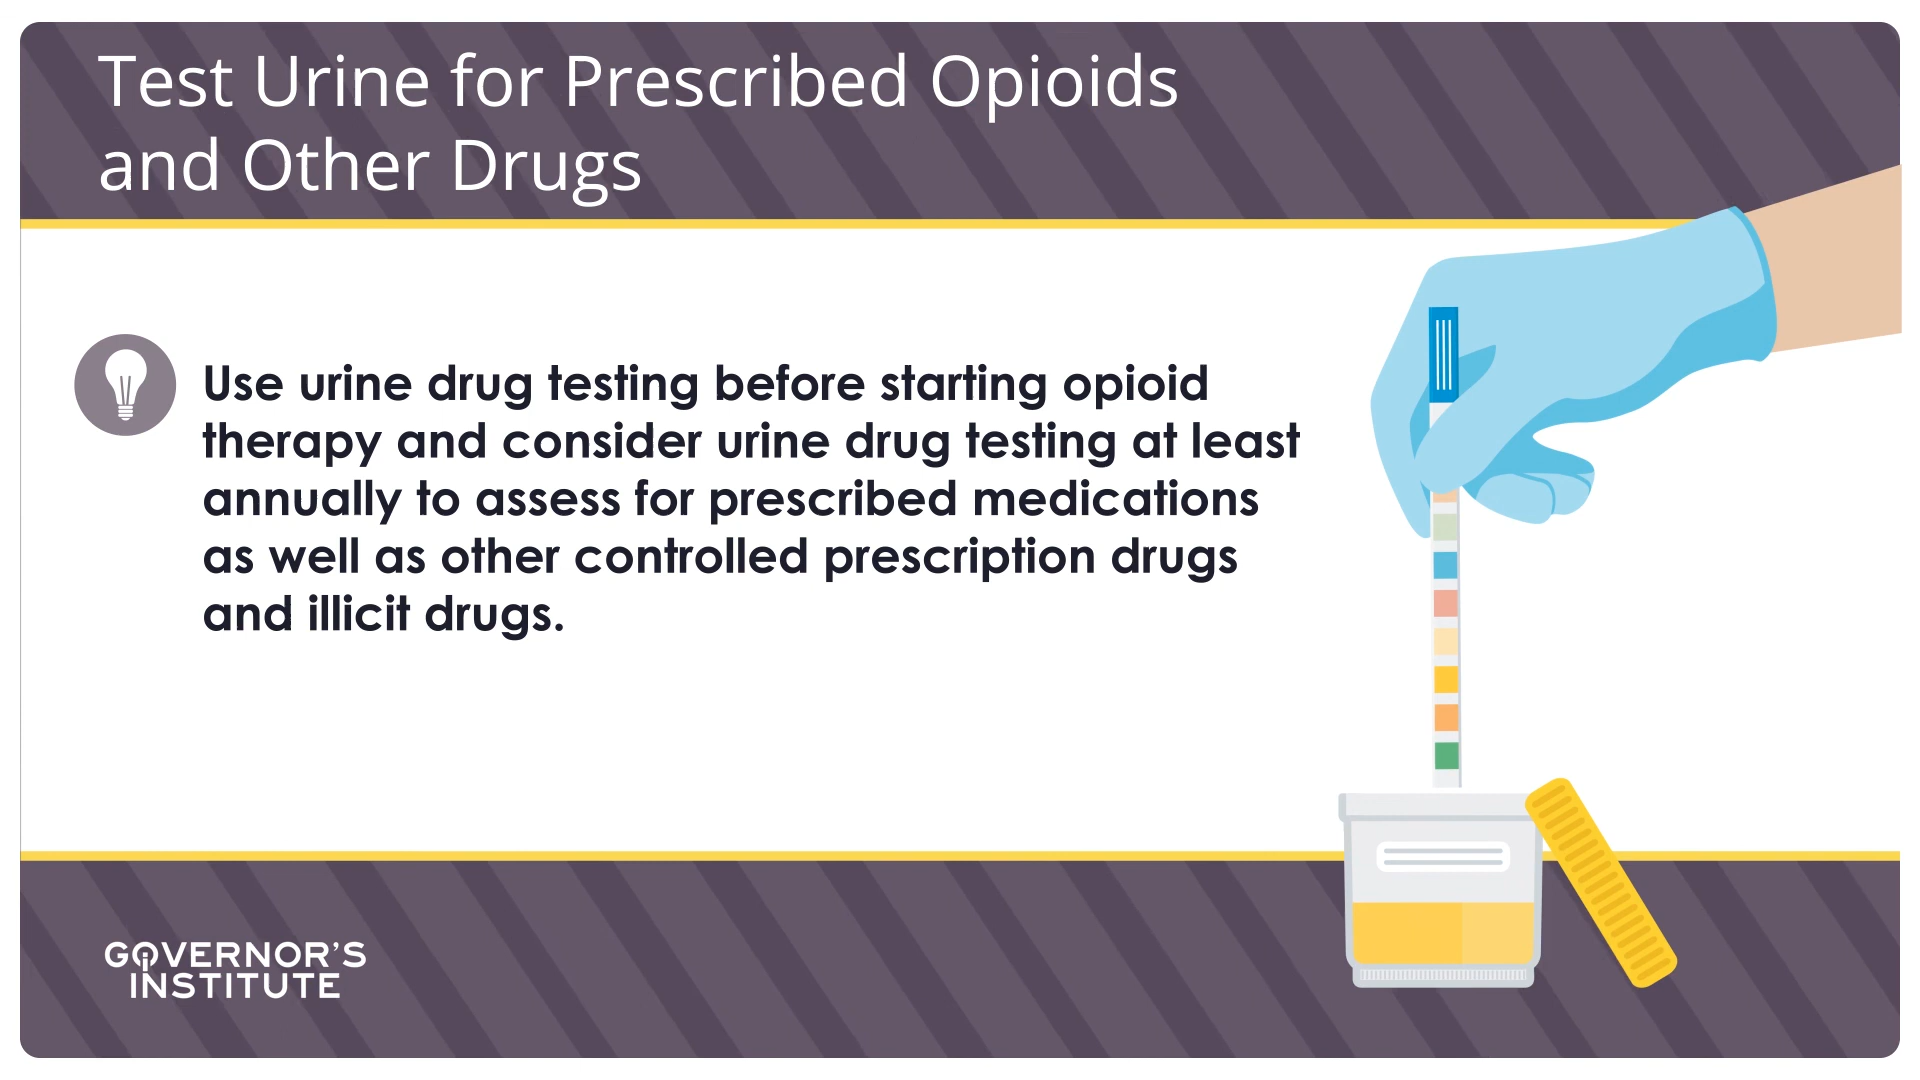 Test Urine for Prescribed Opioids
and Other Drugs
Use urine drug testing before starting opioid
therapy and consider urine drug testing at least
annually to assess for prescribed medications
as well as other controlled prescription drugs
and illicit drugs.
GOVERNOR'S
INSTITUTE